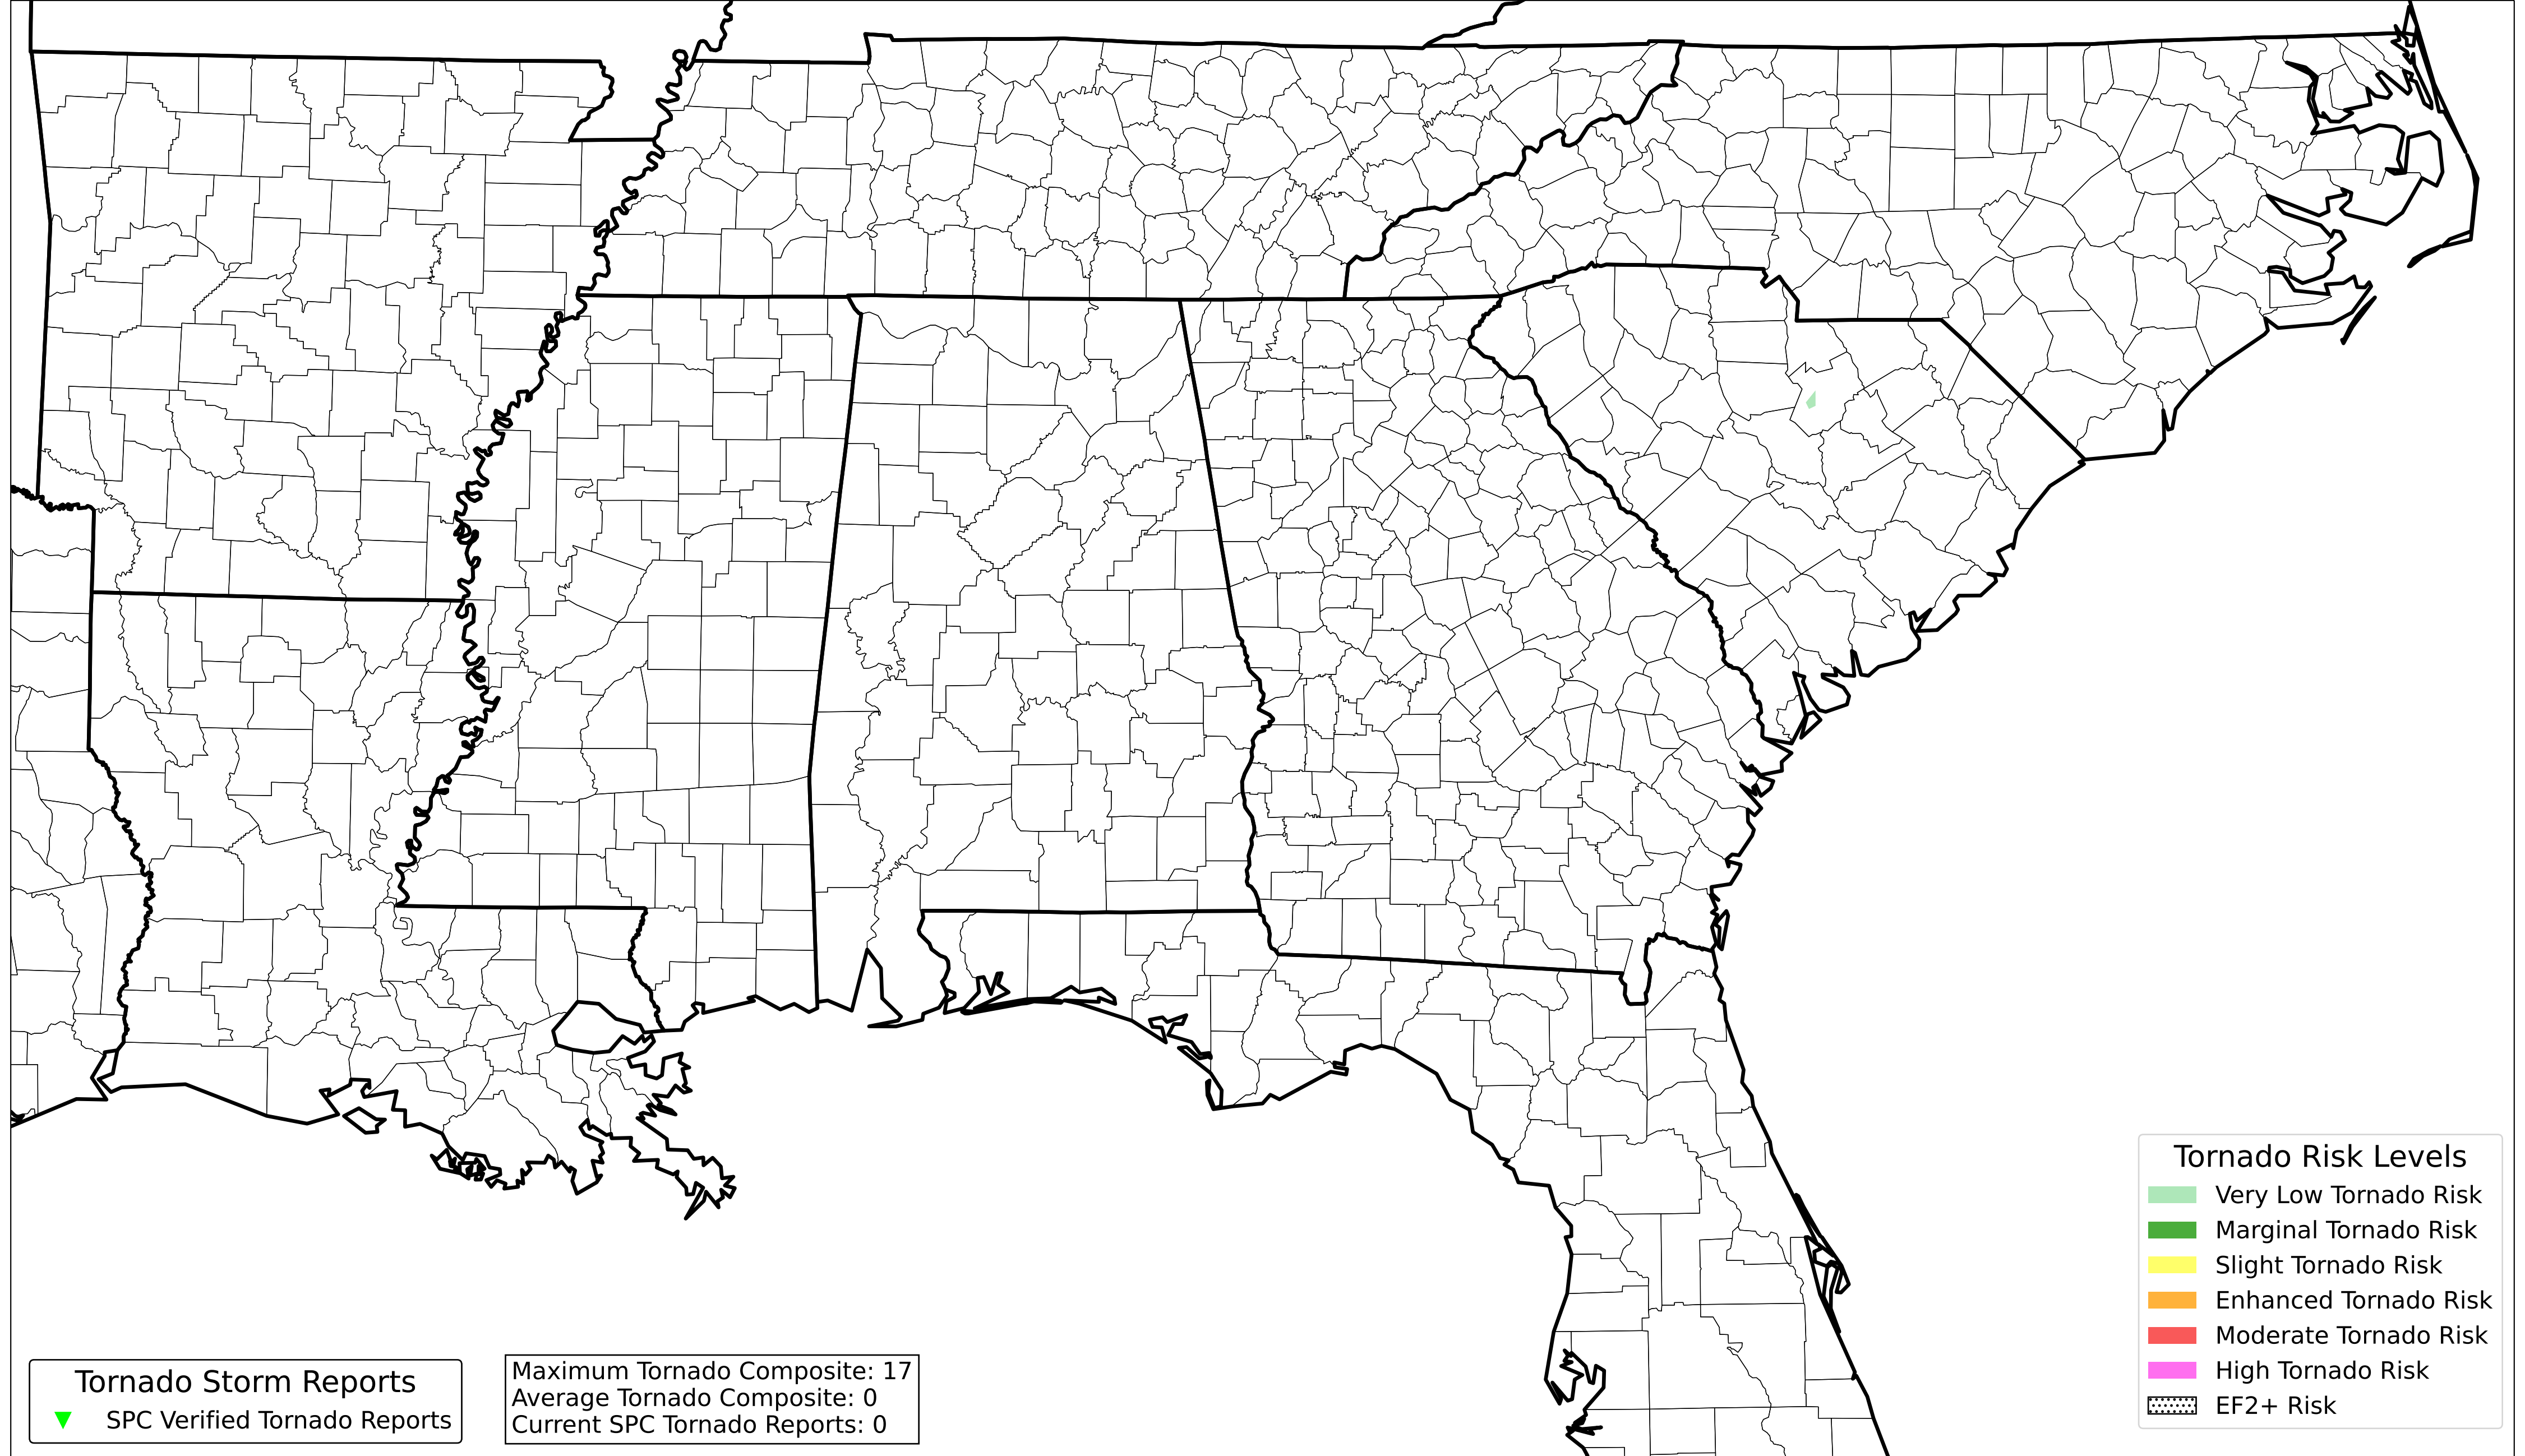 Tornado Risk Levels
Very Low Tornado Risk
Marginal Tornado Risk
Slight Tornado Risk
Enhanced Tornado Risk
Moderate Tornado Risk
High Tornado Risk
EF2+ Risk
Tornado Storm Reports
SPC Verified Tornado Reports
Maximum Tornado Composite: 17
Average Tornado Composite: 0
Current SPC Tornado Reports: 0